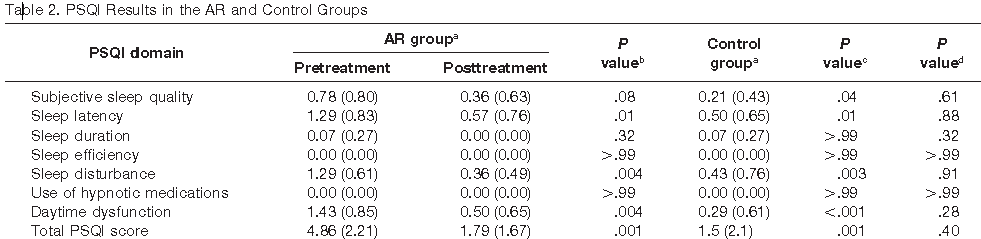 Table 2. PSQI Results in the AR and Control Groups
PSQI domain AR groupᵃ P valueᵇ Control groupᵃ P valueᶜ P valueᵈ
Pretreatment Posttreatment
Subjective sleep quality 0.78 (0.80) 0.36 (0.63) .08 0.21 (0.43) .04 .61
Sleep latency 1.29 (0.83) 0.57 (0.76) .01 0.50 (0.65) .01 .88
Sleep duration 0.07 (0.27) 0.00 (0.00) .32 0.07 (0.27) >.99 .32
Sleep efficiency 0.00 (0.00) 0.00 (0.00) >.99 0.00 (0.00) >.99 >.99
Sleep disturbance 1.29 (0.61) 0.36 (0.49) .004 0.43 (0.76) .003 .91
Use of hypnotic medications 0.00 (0.00) 0.00 (0.00) >.99 0.00 (0.00) >.99 >.99
Daytime dysfunction 1.43 (0.85) 0.50 (0.65) .004 0.29 (0.61) <.001 .28
Total PSQI score 4.86 (2.21) 1.79 (1.67) .001 1.5 (2.1) .001 .40